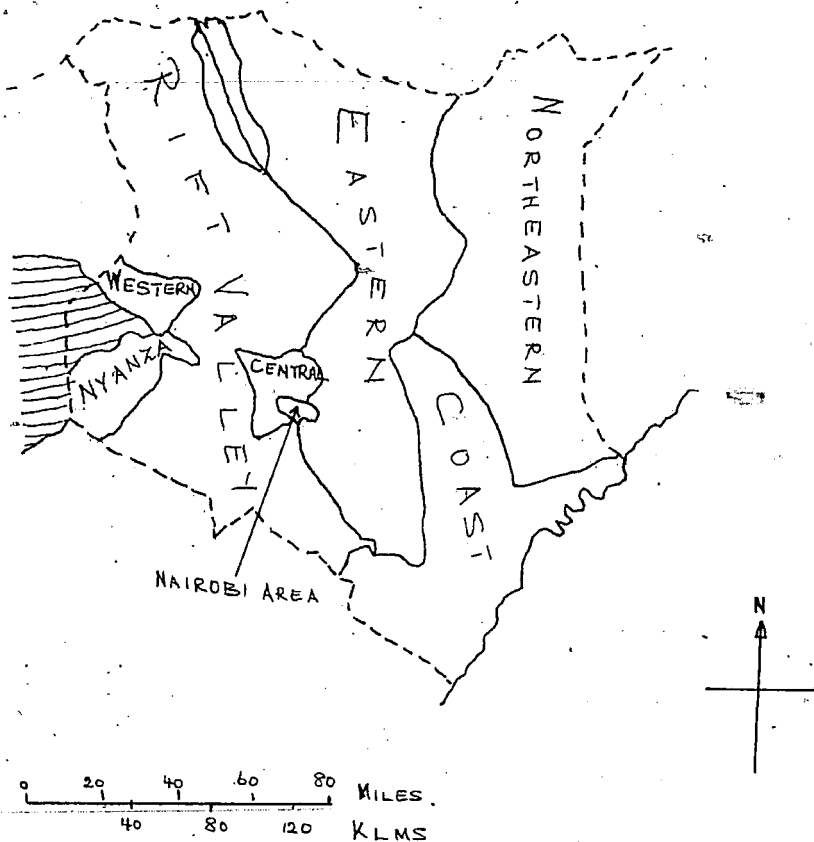 RIFT VALLEY
EASTERN
NORTHEASTERN
WESTERN
NYANZA
CENTRAL
COAST
NAIROBI AREA
N
0 20 40 60 80 MILES.
40 80 120 KLMS